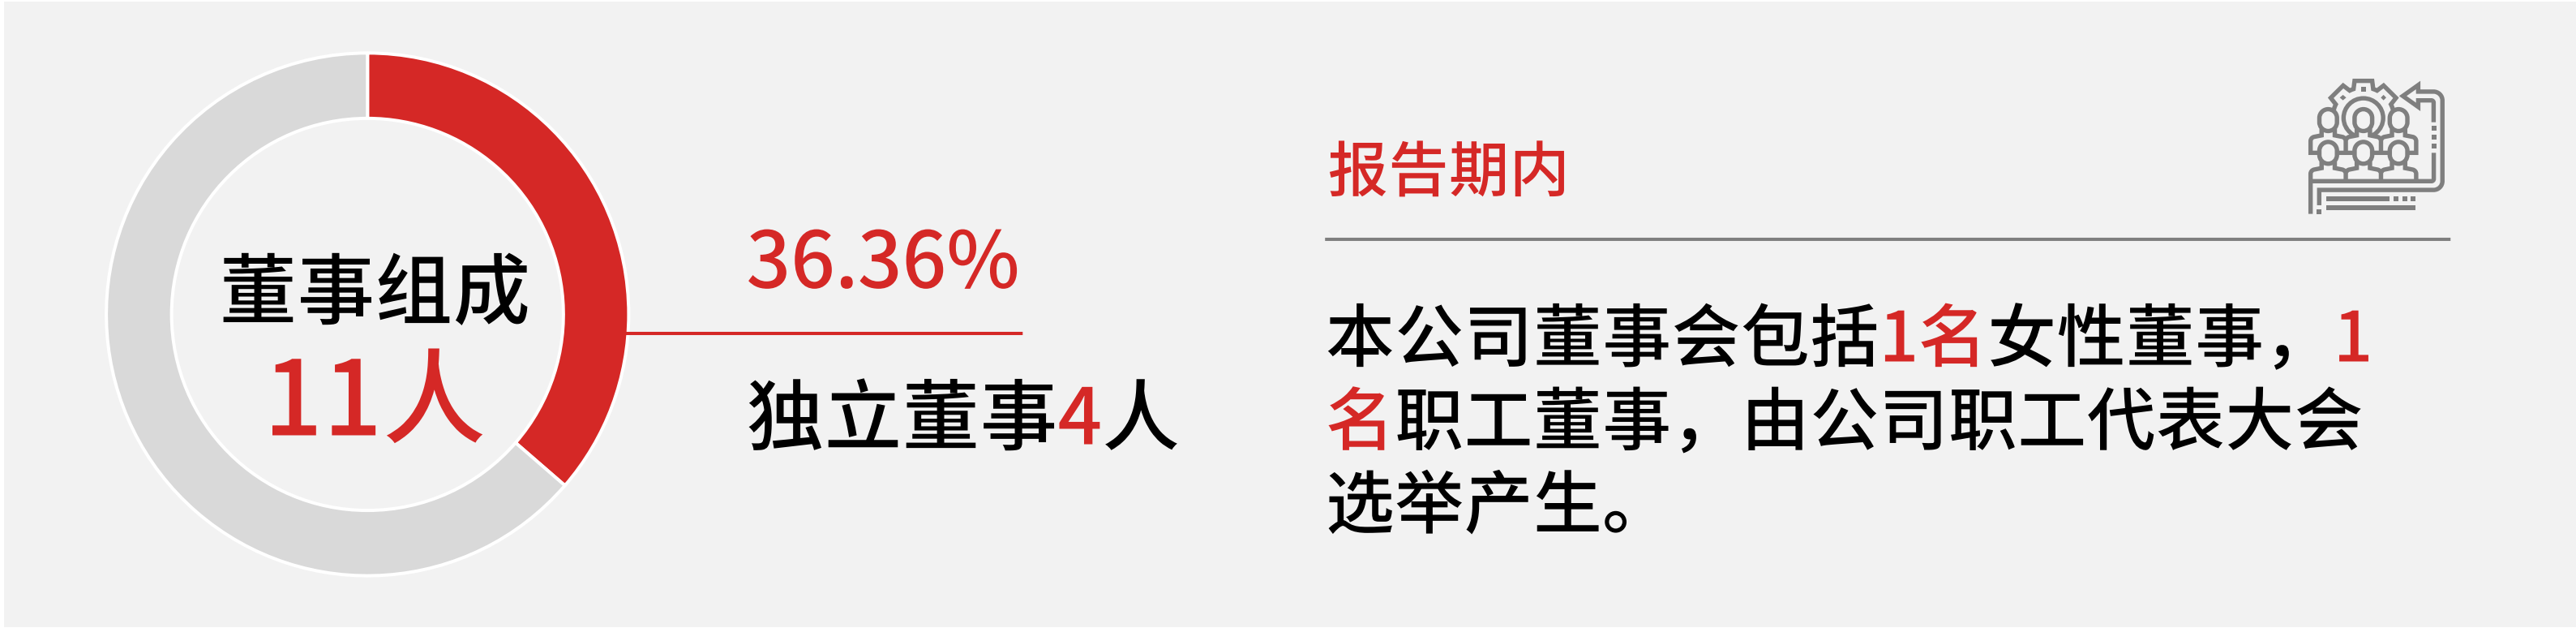 董事组成
11人
36.36%
独立董事4人
报告期内
本公司董事会包括1名女性董事，1
名职工董事，由公司职工代表大会
选举产生。